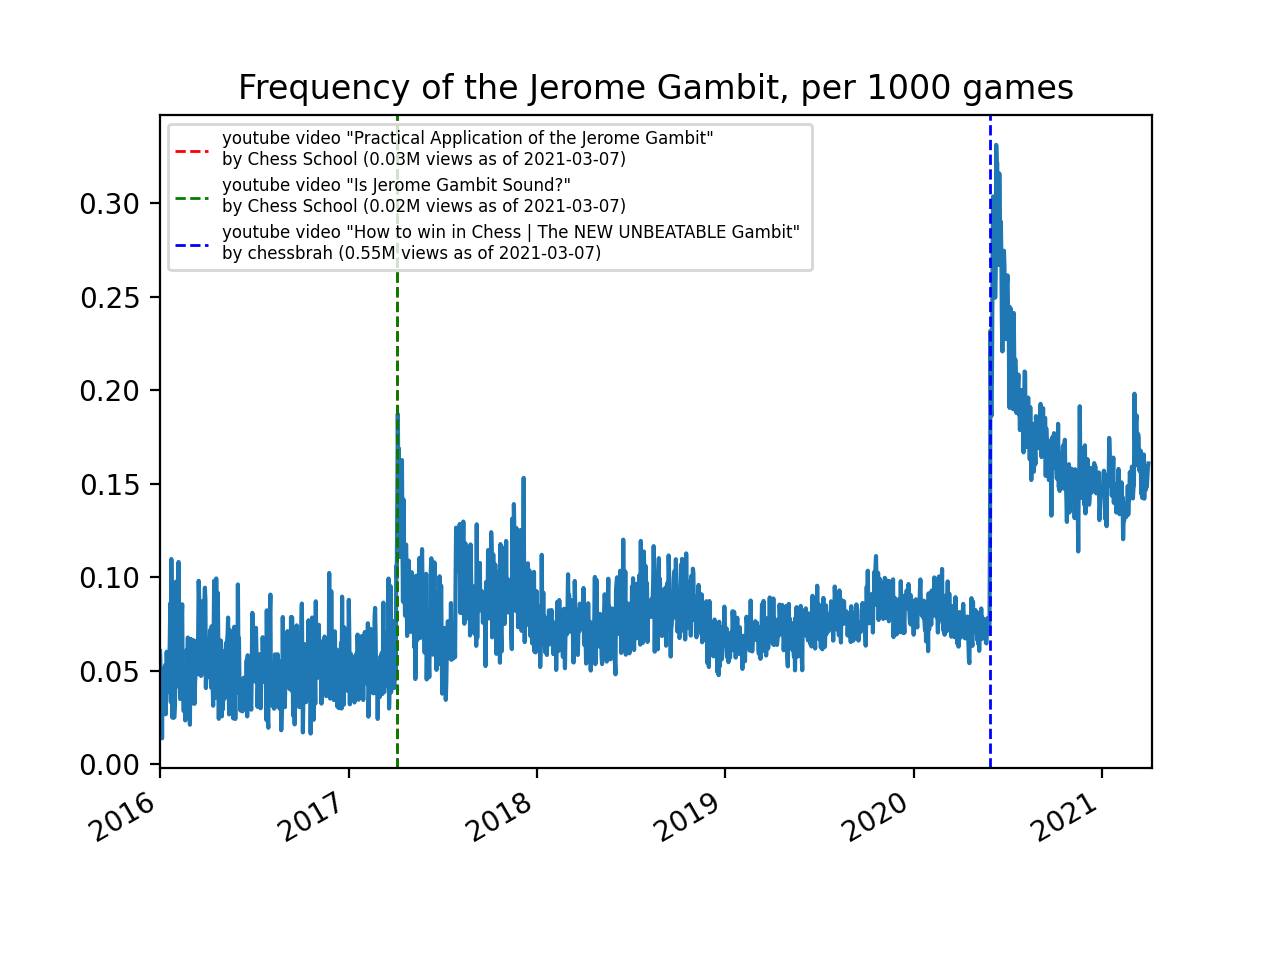 Frequency of the Jerome Gambit, per 1000 games
youtube video "Practical Application of the Jerome Gambit"
by Chess School (0.03M views as of 2021-03-07)
youtube video "Is Jerome Gambit Sound?"
by Chess School (0.02M views as of 2021-03-07)
youtube video "How to win in Chess | The NEW UNBEATABLE Gambit"
by chessbrah (0.55M views as of 2021-03-07)
0.30
0.25
0.20
0.15
0.10
0.05
0.00
2016
2017
2018
2019
2020
2021